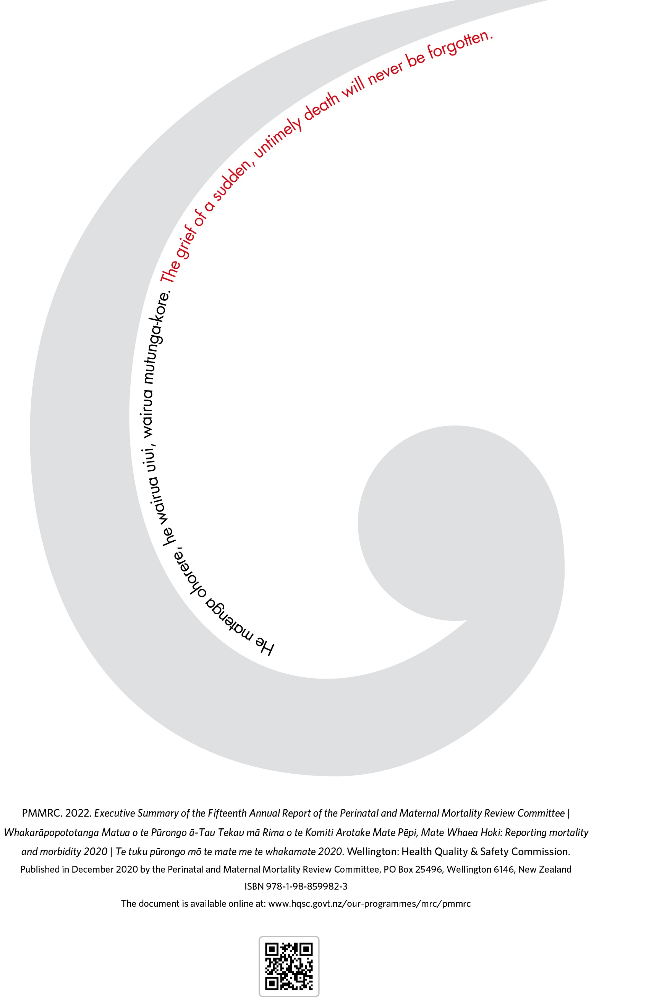 He matenga ohorere, he wairua uiui, wairua mutunga-kore. The grief of a sudden, untimely death will never be forgotten.
PMMRC. 2022. Executive Summary of the Fifteenth Annual Report of the Perinatal and Maternal Mortality Review Committee |
Whakarāpopototanga Matua o te Pūrongo ā-Tau Tekau mā Rima o te Komiti Arotake Mate Pēpi, Mate Whaea Hoki: Reporting mortality
and morbidity 2020 | Te tuku pūrongo mō te mate me te whakamate 2020. Wellington: Health Quality & Safety Commission.
Published in December 2020 by the Perinatal and Maternal Mortality Review Committee, PO Box 25496, Wellington 6146, New Zealand
ISBN 978-1-98-859982-3
The document is available online at: www.hqsc.govt.nz/our-programmes/mrc/pmmrc